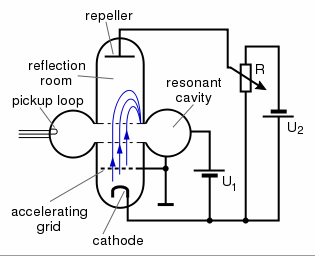 repeller
reflection
room
pickup loop
resonant
cavity
R
U2
U1
accelerating
grid
cathode